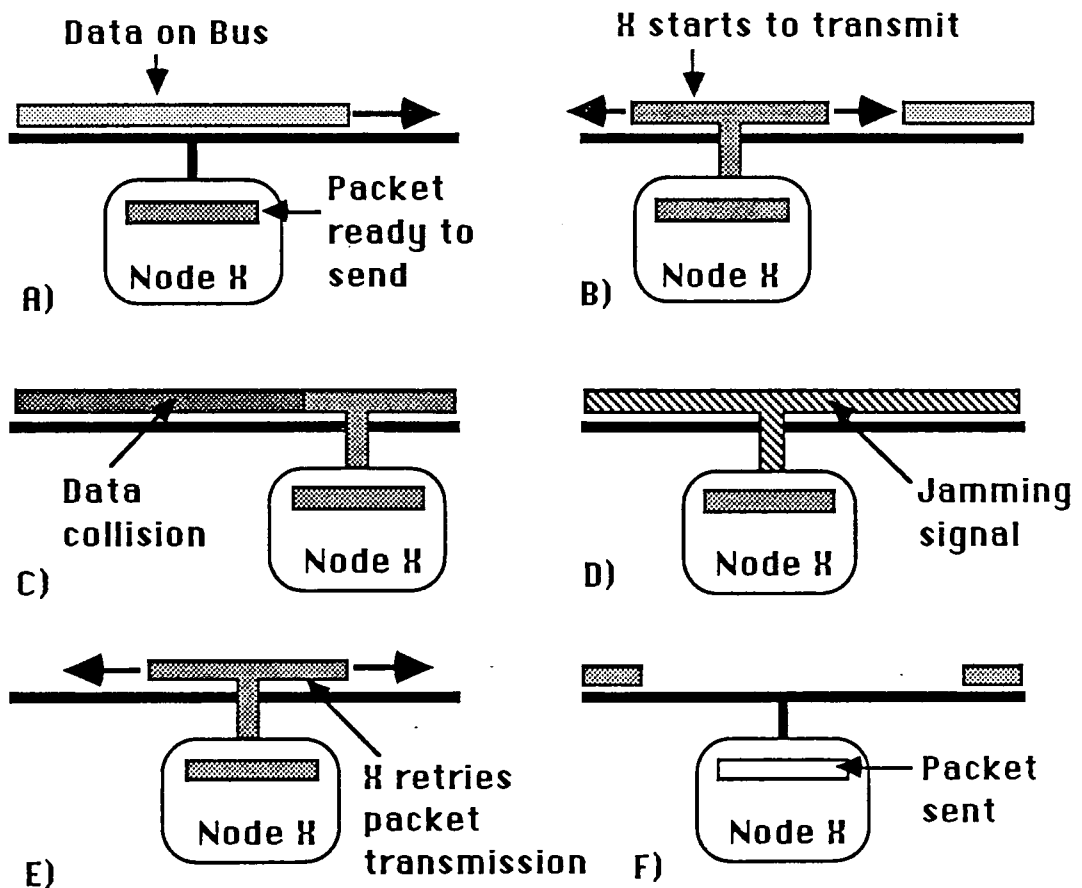 Data on Bus
Packet
ready to
send
Node X
A)
X starts to transmit
Node X
B)
Data
collision
Node X
C)
Jamming
signal
Node X
D)
X retries
packet
transmission
Node X
E)
Packet
sent
Node X
F)